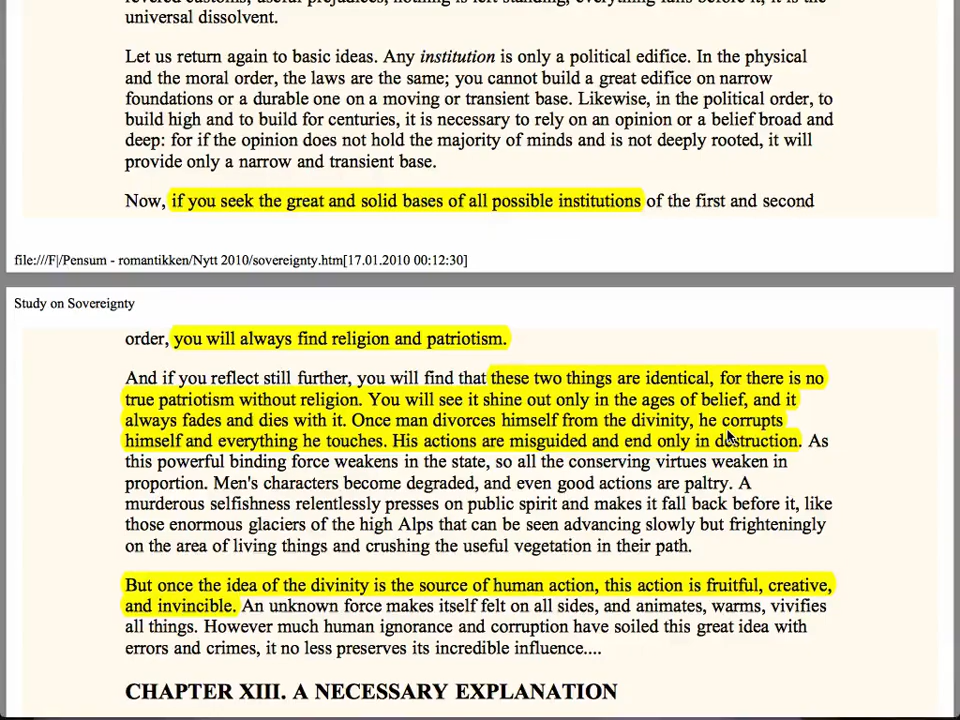 universal dissolvent.
Let us return again to basic ideas. Any institution is only a political edifice. In the physical
and the moral order, the laws are the same; you cannot build a great edifice on narrow
foundations or a durable one on a moving or transient base. Likewise, in the political order, to
build high and to build for centuries, it is necessary to rely on an opinion or a belief broad and
deep: for if the opinion does not hold the majority of minds and is not deeply rooted, it will
provide only a narrow and transient base.
Now, if you seek the great and solid bases of all possible institutions of the first and second
file:///F|/Pensum - romantikken/Nytt 2010/sovereignty.htm[17.01.2010 00:12:30]
Study on Sovereignty
order, you will always find religion and patriotism.
And if you reflect still further, you will find that these two things are identical, for there is no
true patriotism without religion. You will see it shine out only in the ages of belief, and it
always fades and dies with it. Once man divorces himself from the divinity, he corrupts
himself and everything he touches. His actions are misguided and end only in destruction. As
this powerful binding force weakens in the state, so all the conserving virtues weaken in
proportion. Men's characters become degraded, and even good actions are paltry. A
murderous selfishness relentlessly presses on public spirit and makes it fall back before it, like
those enormous glaciers of the high Alps that can be seen advancing slowly but frighteningly
on the area of living things and crushing the useful vegetation in their path.
But once the idea of the divinity is the source of human action, this action is fruitful, creative,
and invincible. An unknown force makes itself felt on all sides, and animates, warms, vivifies
all things. However much human ignorance and corruption have soiled this great idea with
errors and crimes, it no less preserves its incredible influence....
CHAPTER XIII. A NECESSARY EXPLANATION